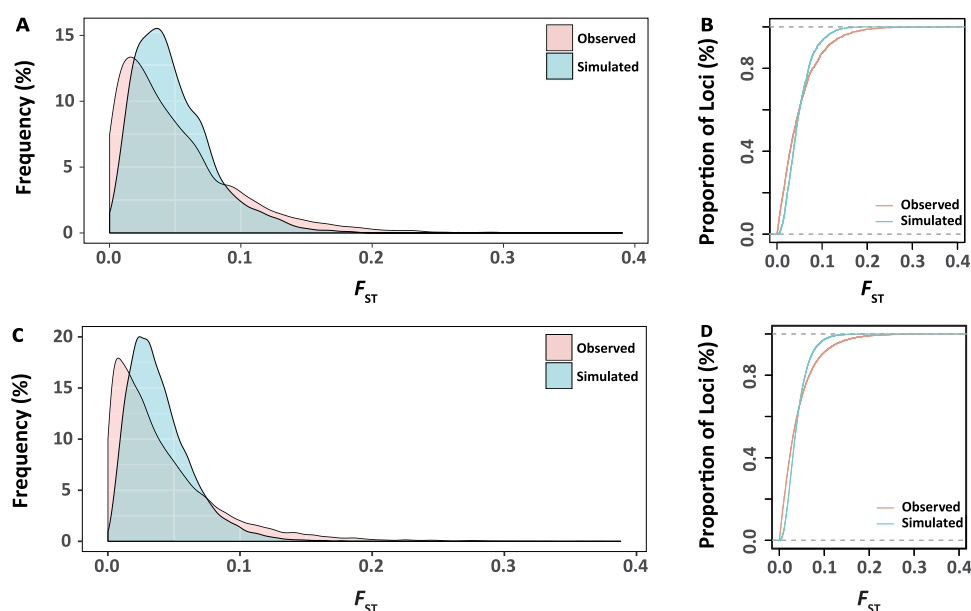 A
Frequency (%)
15
10
5
0
0.0
0.1
0.2
0.3
0.4
F_ST
Observed
Simulated
B
Proportion of Loci (%)
0.8
0.4
0.0
0.0
0.1
0.2
0.3
0.4
F_ST
Observed
Simulated
C
Frequency (%)
20
15
10
5
0
0.0
0.1
0.2
0.3
0.4
F_ST
Observed
Simulated
D
Proportion of Loci (%)
0.8
0.4
0.0
0.0
0.1
0.2
0.3
0.4
F_ST
Observed
Simulated